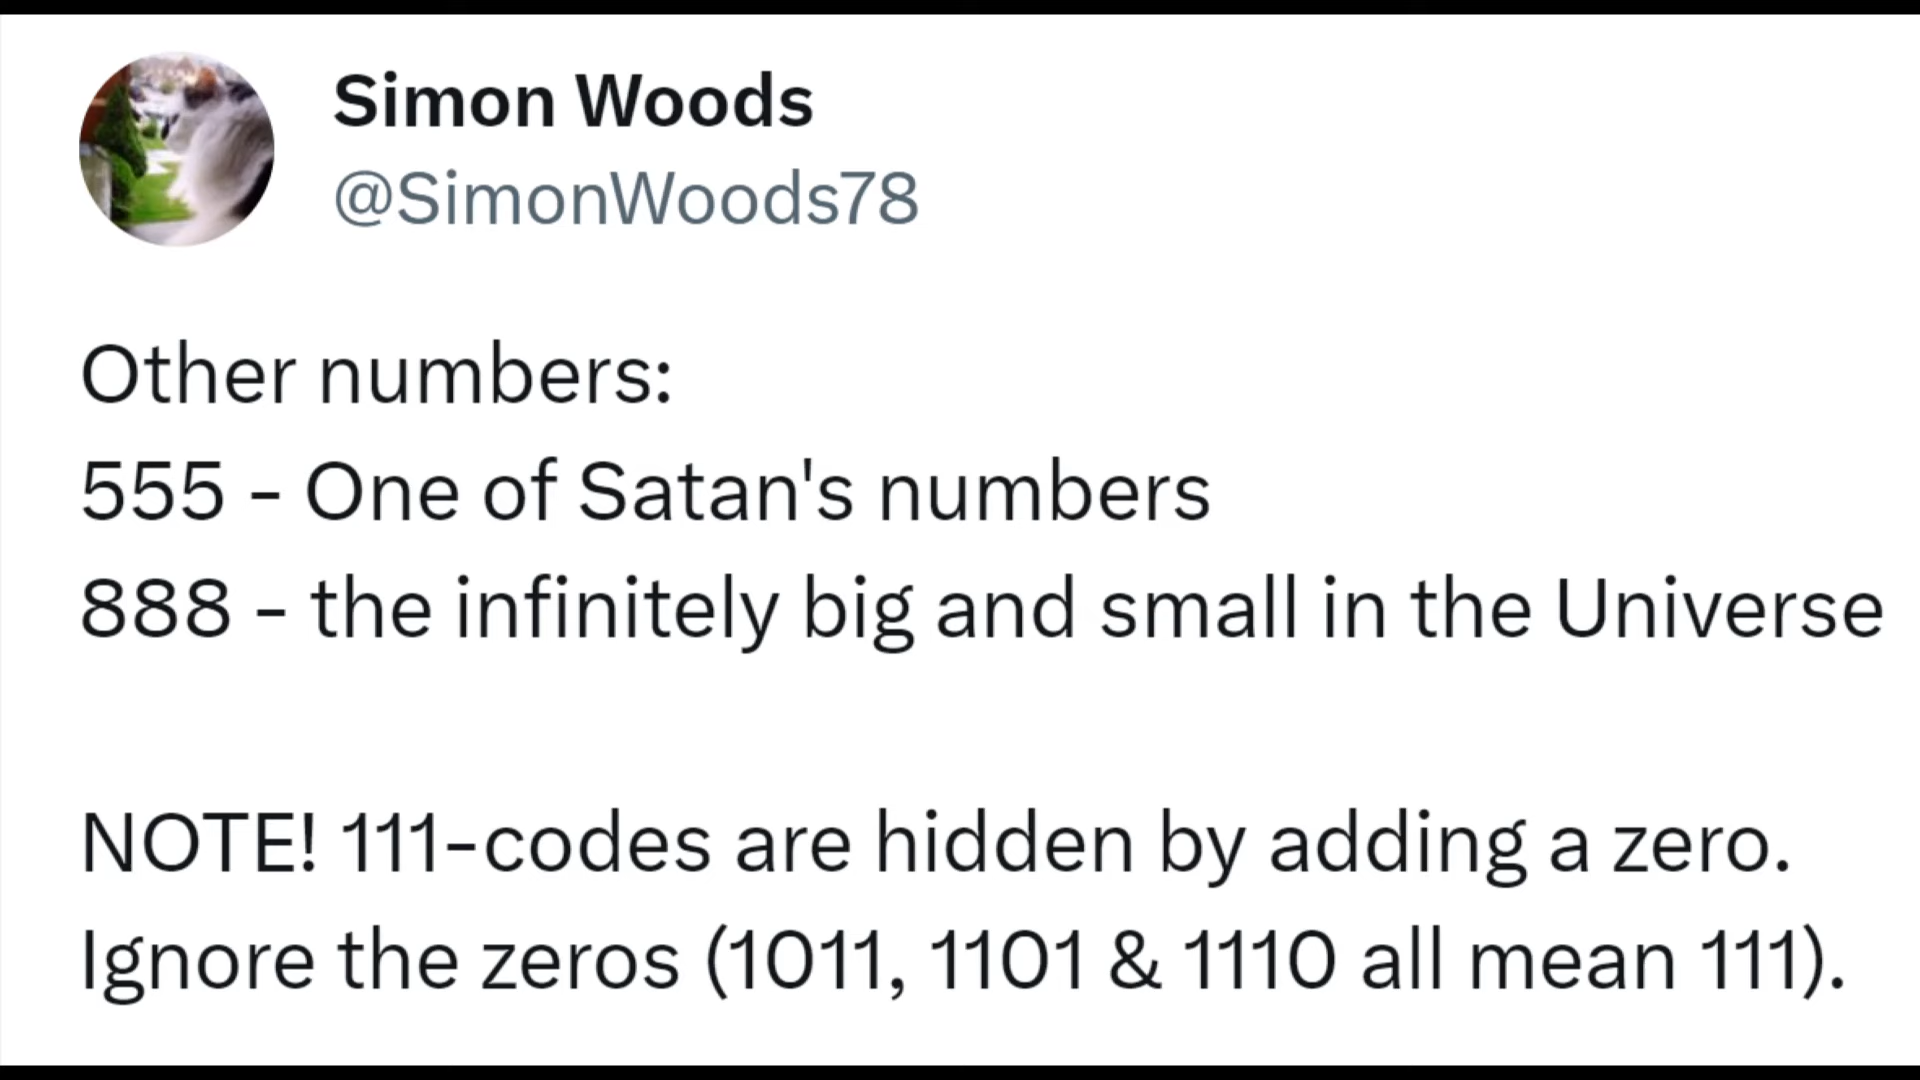 Simon Woods
@SimonWoods78
Other numbers:
555 - One of Satan's numbers
888 - the infinitely big and small in the Universe
NOTE! 111-codes are hidden by adding a zero.
Ignore the zeros (1011, 1101 & 1110 all mean 111).